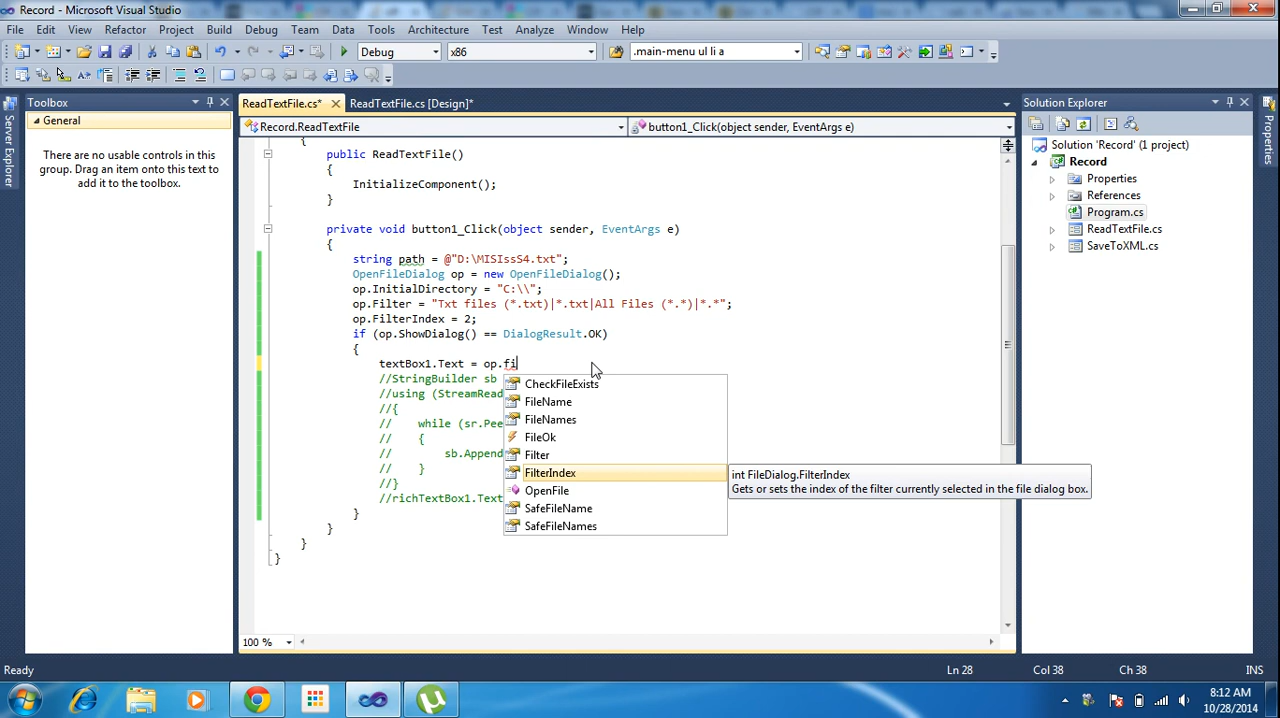 Record - Microsoft Visual Studio
File Edit View Refactor Project Build Debug Team Data Tools Architecture Test Analyze Window Help
Debug x86 .main-menu ul li a
Toolbox
General
There are no usable controls in this
group. Drag an item onto this text to
add it to the toolbox.
Server Explorer
ReadTextFile.cs* ReadTextFile.cs [Design]*
Record.ReadTextFile button1_Click(object sender, EventArgs e)
{
public ReadTextFile()
{
InitializeComponent();
}
private void button1_Click(object sender, EventArgs e)
{
string path = @"D:\MISIssS4.txt";
OpenFileDialog op = new OpenFileDialog();
op.InitialDirectory = "C:\\";
op.Filter = "Txt files (*.txt)|*.txt|All Files (*.*)|*.*";
op.FilterIndex = 2;
if (op.ShowDialog() == DialogResult.OK)
{
textBox1.Text = op.fi
//StringBuilder sb
//using (StreamRead
//{
// while (sr.Pee
// {
// sb.Append
// }
//}
//richTextBox1.Text
}
}
}
}
CheckFileExists
FileName
FileNames
FileOk
Filter
FilterIndex
OpenFile
SafeFileName
SafeFileNames
int FileDialog.FilterIndex
Gets or sets the index of the filter currently selected in the file dialog box.
100 %
Solution Explorer
Solution 'Record' (1 project)
Record
Properties
References
Program.cs
ReadTextFile.cs
SaveToXML.cs
Properties
Ready Ln 28 Col 38 Ch 38 INS
8:12 AM
10/28/2014